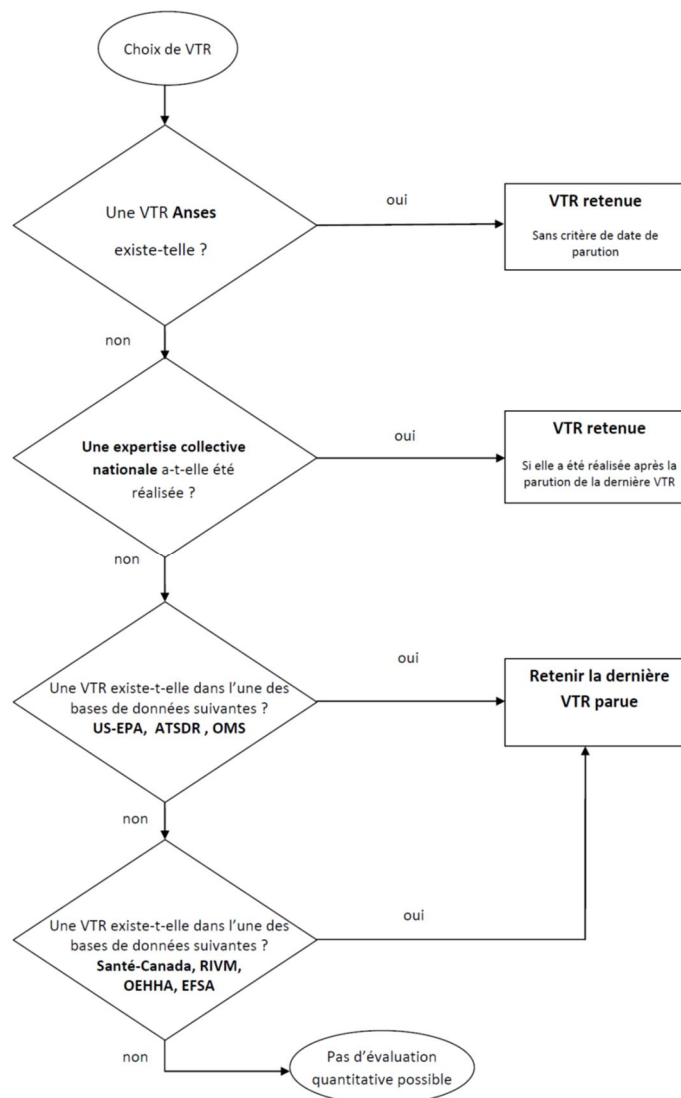 Choix de VTR
Une VTR Anses
existe-telle ?
oui
VTR retenue
Sans critère de date de
parution
non
Une expertise collective
nationale a-t-elle été
réalisée ?
oui
VTR retenue
Si elle a été réalisée après la
parution de la dernière VTR
non
Une VTR existe-t-elle dans l'une des
bases de données suivantes ?
US-EPA, ATSDR , OMS
oui
Retenir la dernière
VTR parue
non
Une VTR existe-t-elle dans l'une des
bases de données suivantes ?
Santé-Canada, RIVM,
OEHHA, EFSA
oui
non
Pas d'évaluation
quantitative possible